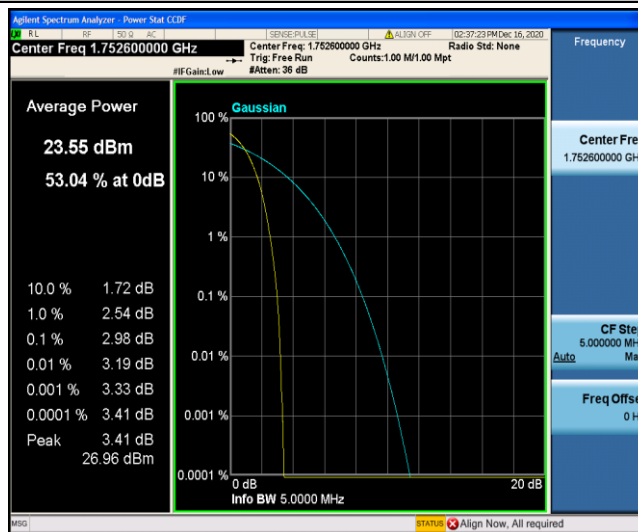 Agilent Spectrum Analyzer - Power Stat CCDF
RL RF 50 Ω AC SENSE:PULSE ALIGN OFF 02:37:23 PM Dec 16, 2020
Center Freq 1.752600000 GHz
Center Freq: 1.752600000 GHz Radio Std: None
Trig: Free Run Counts:1.00 M/1.00 Mpt
#IFGain:Low #Atten: 36 dB
Frequency
Average Power
23.55 dBm
53.04 % at 0dB
10.0 % 1.72 dB
1.0 % 2.54 dB
0.1 % 2.98 dB
0.01 % 3.19 dB
0.001 % 3.33 dB
0.0001 % 3.41 dB
Peak 3.41 dB
26.96 dBm
Gaussian
100 %
10 %
1 %
0.1 %
0.01 %
0.001 %
0.0001 %
0 dB 20 dB
Info BW 5.0000 MHz
Center Fre
1.752600000 GH
CF Ste
5.000000 MH
Auto Ma
Freq Offse
0 H
MSG STATUS Align Now, All required